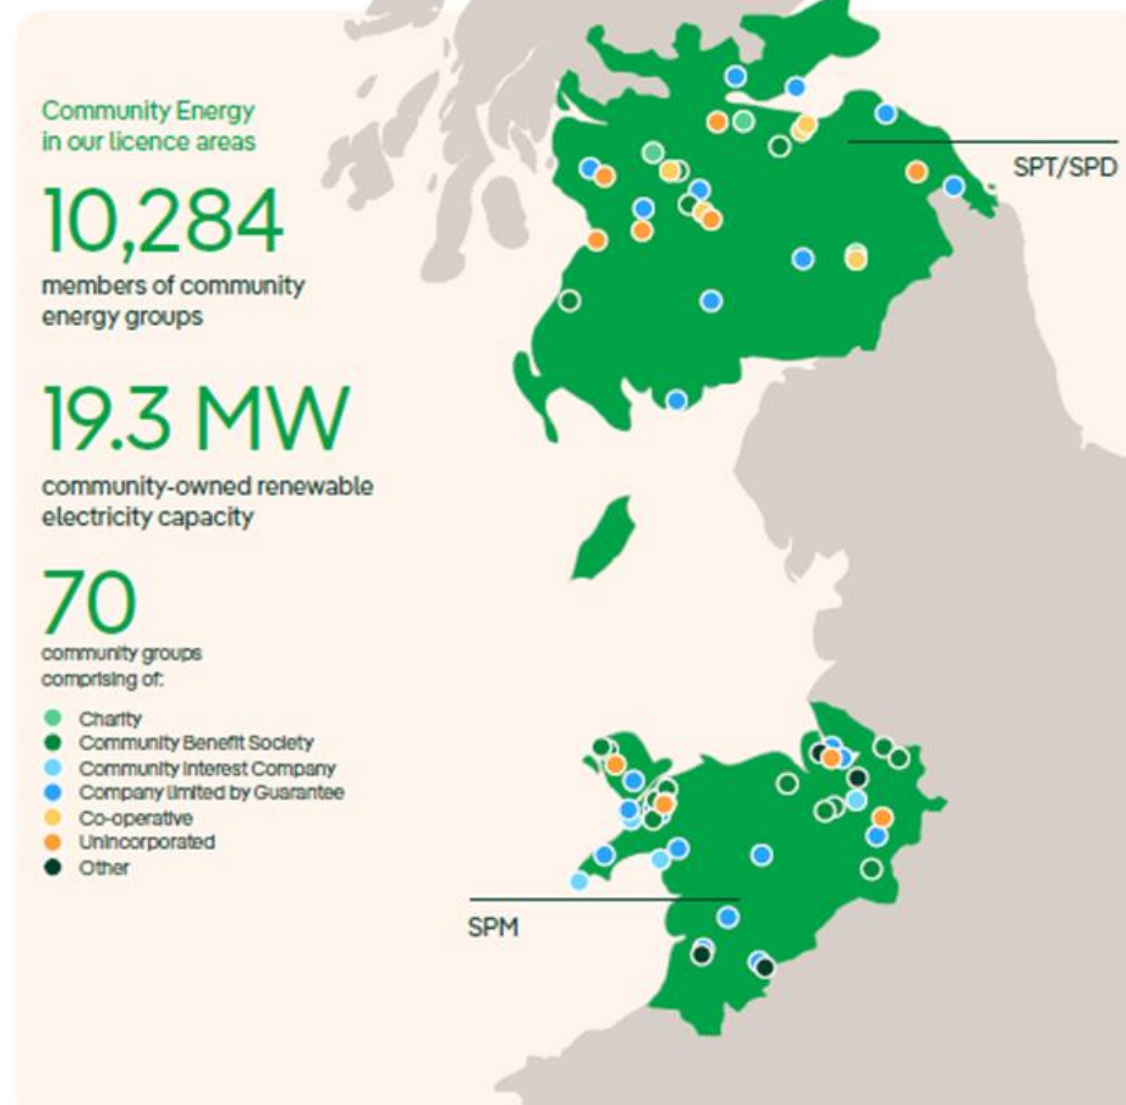 Community Energy
in our licence areas
10,284
members of community
energy groups
19.3 MW
community-owned renewable
electricity capacity
70
community groups
comprising of:
Charity
Community Benefit Society
Community Interest Company
Company limited by Guarantee
Co-operative
Unincorporated
Other
SPT/SPD
SPM